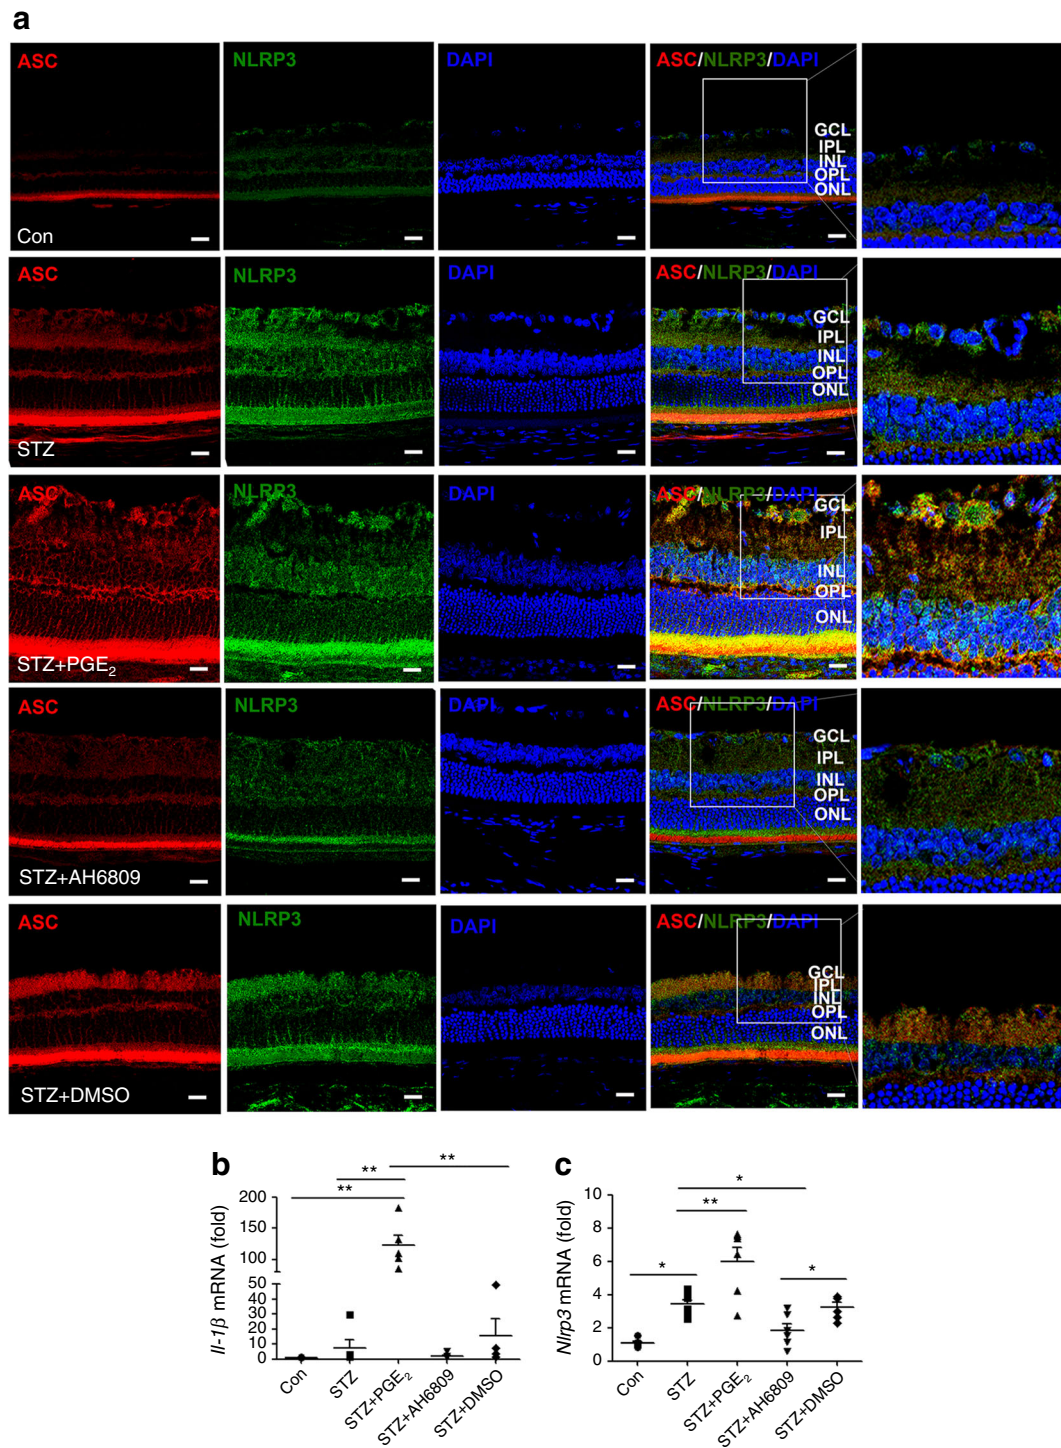 a
ASC NLRP3 DAPI ASC/NLRP3/DAPI
GCL
IPL
INL
OPL
ONL
Con
ASC NLRP3 DAPI ASC/NLRP3/DAPI
GCL
IPL
INL
OPL
ONL
STZ
ASC NLRP3 DAPI ASC/NLRP3/DAPI
GCL
IPL
INL
OPL
ONL
STZ+PGE₂
ASC NLRP3 DAPI ASC/NLRP3/DAPI
GCL
IPL
INL
OPL
ONL
STZ+AH6809
ASC NLRP3 DAPI ASC/NLRP3/DAPI
GCL
IPL
INL
OPL
ONL
STZ+DMSO
b
Il-1β mRNA (fold)
200
150
100
50
40
30
20
10
0
**
**
**
Con STZ STZ+PGE₂ STZ+AH6809 STZ+DMSO
c
Nlrp3 mRNA (fold)
10
8
6
4
2
0
*
**
*
*
Con STZ STZ+PGE₂ STZ+AH6809 STZ+DMSO